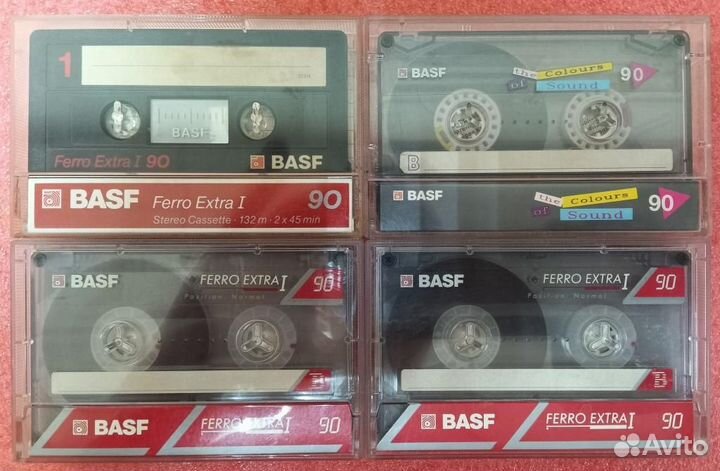 1
BASF
Ferro Extra I 90
BASF
BASF
Ferro Extra I
90
Stereo Cassette · 132 m · 2 x 45 min
BASF
the Colours
of Sound
90
B
BASF
the Colours
of Sound
90
BASF
FERRO EXTRA I
90
Position. Normal
BASF
FERRO EXTRA I
90
BASF
FERRO EXTRA I
90
Position. Normal
B
BASF
FERRO EXTRA I
90
Avito